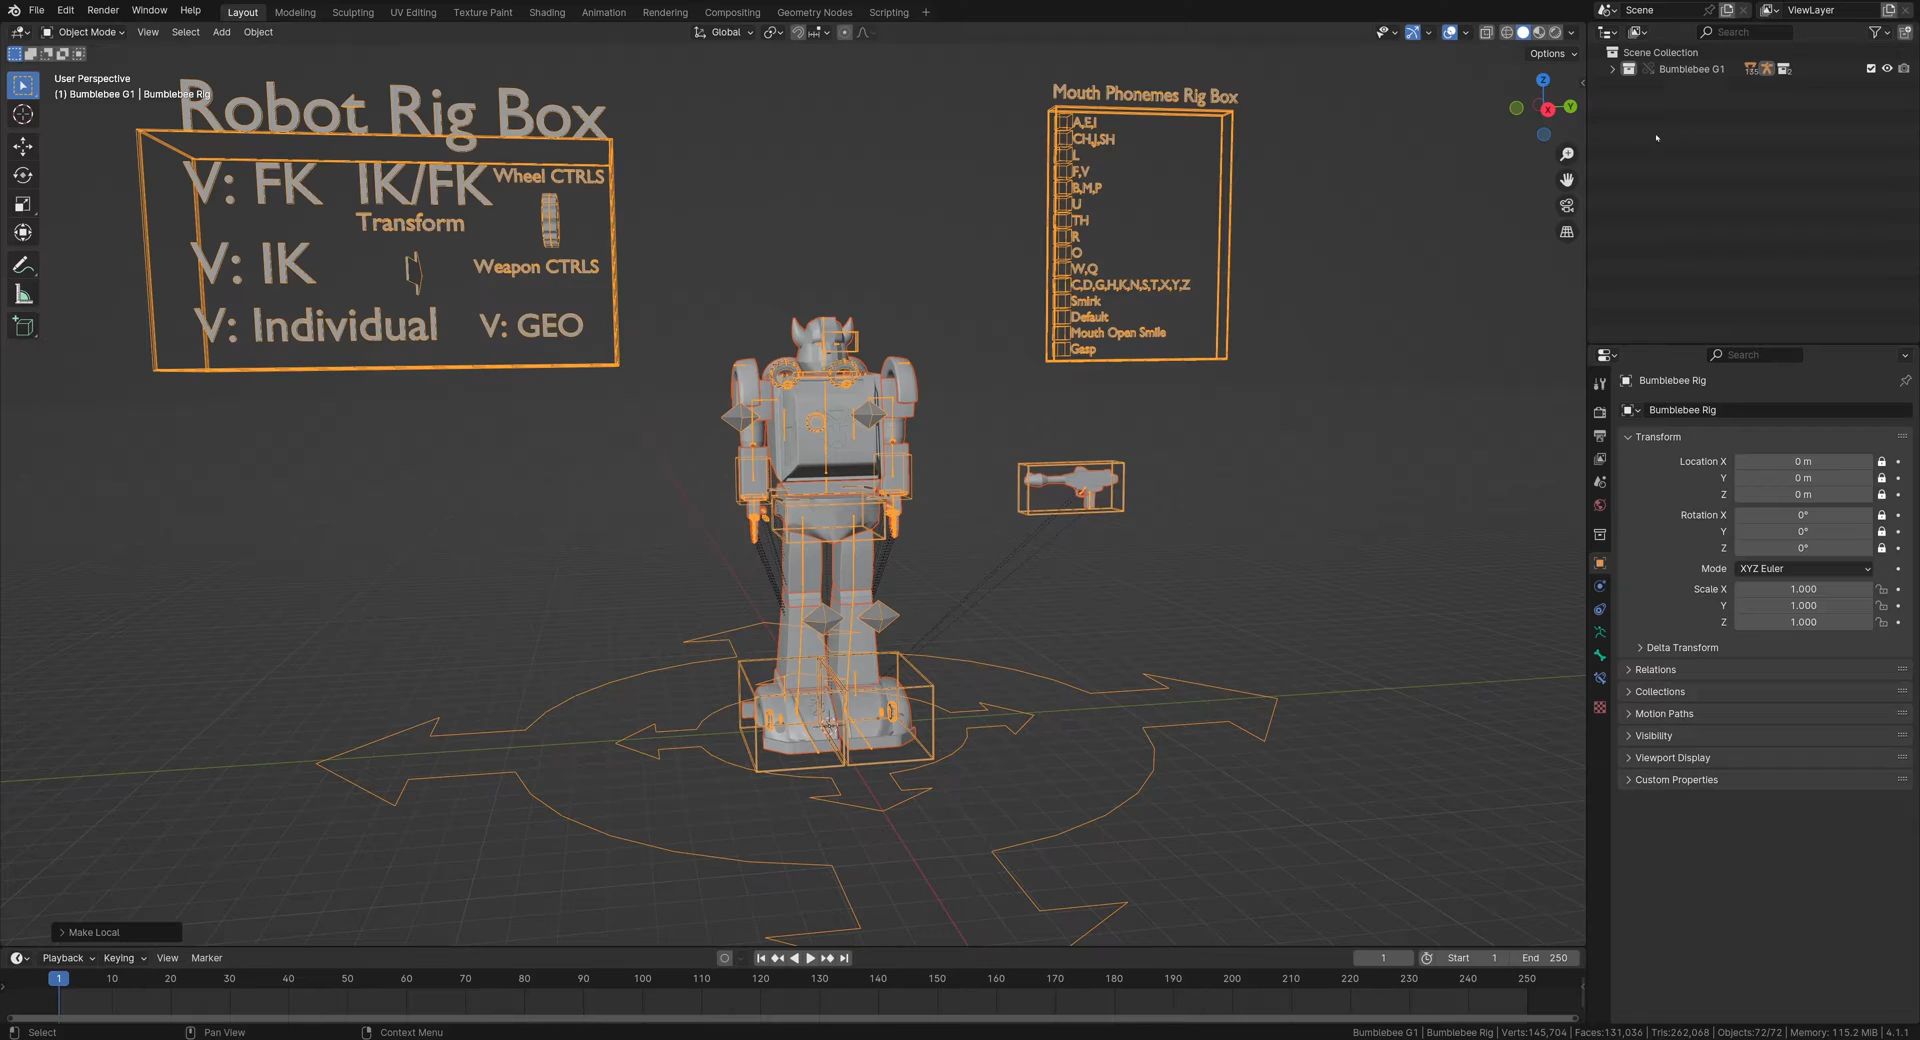 File Edit Render Window Help Layout Modeling Sculpting UV Editing Texture Paint Shading Animation Rendering Compositing Geometry Nodes Scripting +
Scene ViewLayer
Object Mode View Select Add Object Global Search
Options
User Perspective
(1) Bumblebee G1 | Bumblebee Rig
Scene Collection
Bumblebee G1 135 2
Z
Y
X
Robot Rig Box
V: FK IK/FK Wheel CTRLS
Transform
V: IK Weapon CTRLS
V: Individual V: GEO
Mouth Phonemes Rig Box
A,E,I
CH,J,SH
L
F,V
B,M,P
U
TH
R
O
W,Q
C,D,G,H,K,N,S,T,X,Y,Z
Smirk
Default
Mouth Open Smile
Gasp
Search
Bumblebee Rig
Bumblebee Rig
Transform
Location X 0 m
Y 0 m
Z 0 m
Rotation X 0°
Y 0°
Z 0°
Mode XYZ Euler
Scale X 1.000
Y 1.000
Z 1.000
Delta Transform
Relations
Collections
Motion Paths
Visibility
Viewport Display
Custom Properties
Make Local
Playback Keying View Marker 1 Start 1 End 250
1 10 20 30 40 50 60 70 80 90 100 110 120 130 140 150 160 170 180 190 200 210 220 230 240 250
Select Pan View Context Menu Bumblebee G1 | Bumblebee Rig | Verts:145,704 | Faces:131,036 | Tris:262,068 | Objects:72/72 | Memory: 115.2 MiB | 4.1.1